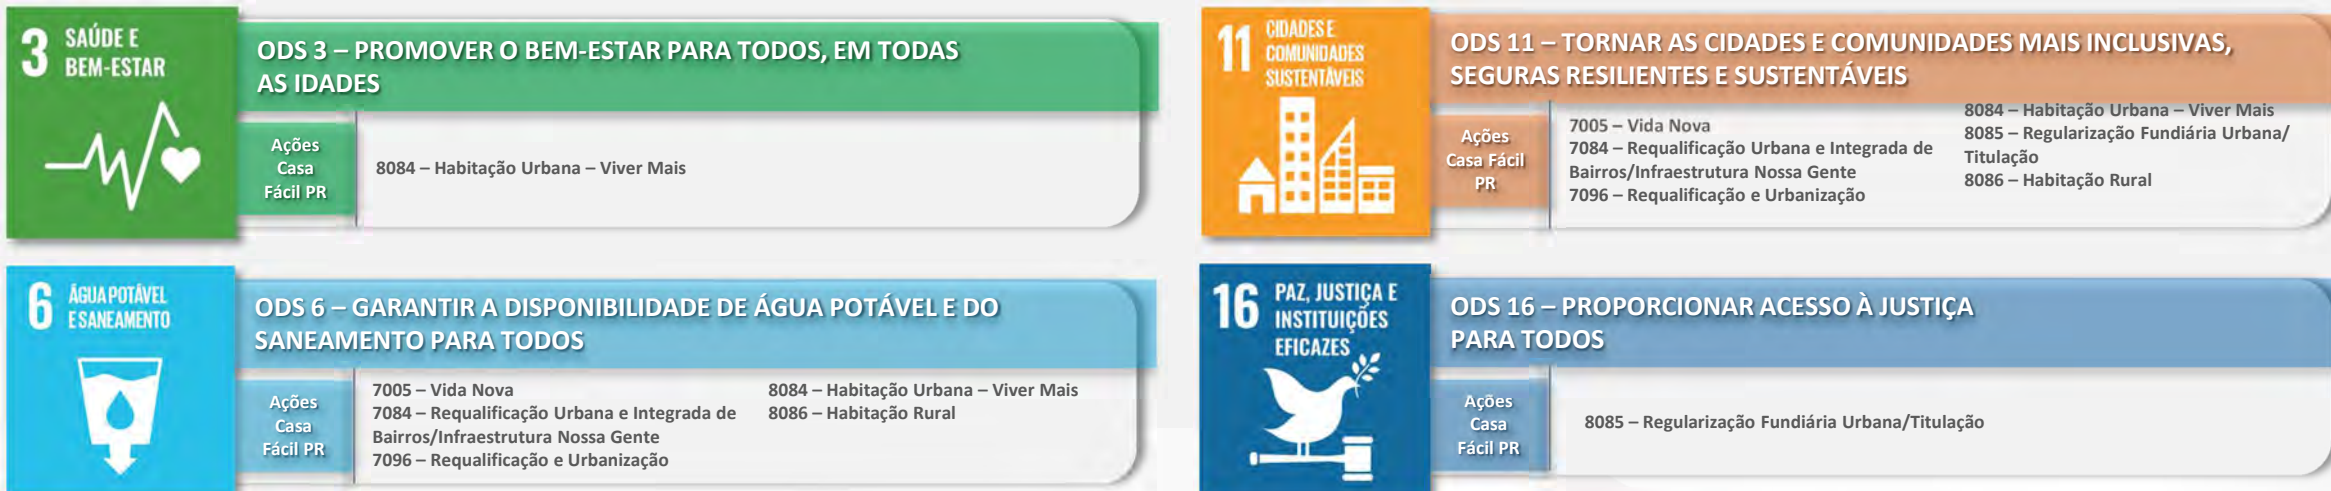 3 SAÚDE E
BEM-ESTAR
ODS 3 – PROMOVER O BEM-ESTAR PARA TODOS, EM TODAS
AS IDADES
Ações
Casa
Fácil PR
8084 – Habitação Urbana – Viver Mais
6 ÁGUA POTÁVEL
E SANEAMENTO
ODS 6 – GARANTIR A DISPONIBILIDADE DE ÁGUA POTÁVEL E DO
SANEAMENTO PARA TODOS
Ações
Casa
Fácil PR
7005 – Vida Nova
7084 – Requalificação Urbana e Integrada de
Bairros/Infraestrutura Nossa Gente
7096 – Requalificação e Urbanização
8084 – Habitação Urbana – Viver Mais
8086 – Habitação Rural
11 CIDADES E
COMUNIDADES
SUSTENTÁVEIS
ODS 11 – TORNAR AS CIDADES E COMUNIDADES MAIS INCLUSIVAS,
SEGURAS RESILIENTES E SUSTENTÁVEIS
Ações
Casa Fácil
PR
7005 – Vida Nova
7084 – Requalificação Urbana e Integrada de
Bairros/Infraestrutura Nossa Gente
7096 – Requalificação e Urbanização
8084 – Habitação Urbana – Viver Mais
8085 – Regularização Fundiária Urbana/
Titulação
8086 – Habitação Rural
16 PAZ, JUSTIÇA E
INSTITUIÇÕES
EFICAZES
ODS 16 – PROPORCIONAR ACESSO À JUSTIÇA
PARA TODOS
Ações
Casa
Fácil PR
8085 – Regularização Fundiária Urbana/Titulação